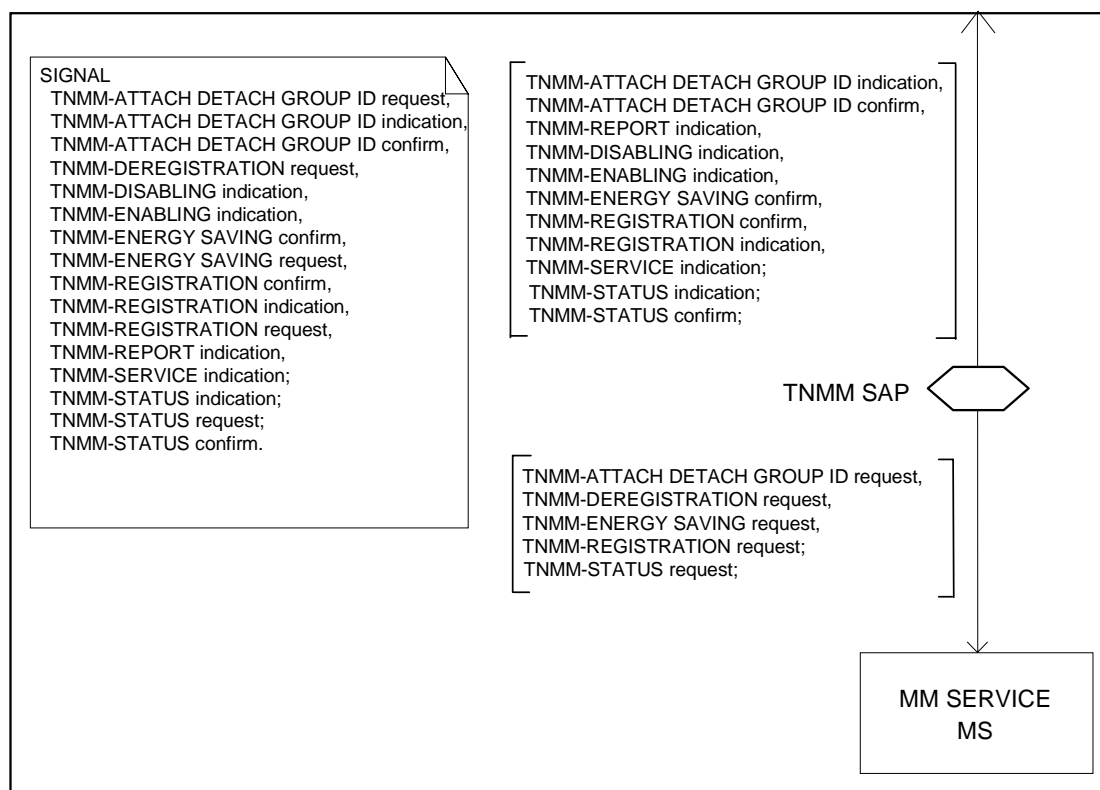 SIGNAL
TNMM-ATTACH DETACH GROUP ID request,
TNMM-ATTACH DETACH GROUP ID indication,
TNMM-ATTACH DETACH GROUP ID confirm,
TNMM-DEREGISTRATION request,
TNMM-DISABLING indication,
TNMM-ENABLING indication,
TNMM-ENERGY SAVING confirm,
TNMM-ENERGY SAVING request,
TNMM-REGISTRATION confirm,
TNMM-REGISTRATION indication,
TNMM-REGISTRATION request,
TNMM-REPORT indication,
TNMM-SERVICE indication;
TNMM-STATUS indication;
TNMM-STATUS request;
TNMM-STATUS confirm.
TNMM-ATTACH DETACH GROUP ID indication,
TNMM-ATTACH DETACH GROUP ID confirm,
TNMM-REPORT indication,
TNMM-DISABLING indication,
TNMM-ENABLING indication,
TNMM-ENERGY SAVING confirm,
TNMM-REGISTRATION confirm,
TNMM-REGISTRATION indication,
TNMM-SERVICE indication;
TNMM-STATUS indication;
TNMM-STATUS confirm;
TNMM SAP
TNMM-ATTACH DETACH GROUP ID request,
TNMM-DEREGISTRATION request,
TNMM-ENERGY SAVING request,
TNMM-REGISTRATION request;
TNMM-STATUS request;
MM SERVICE
MS